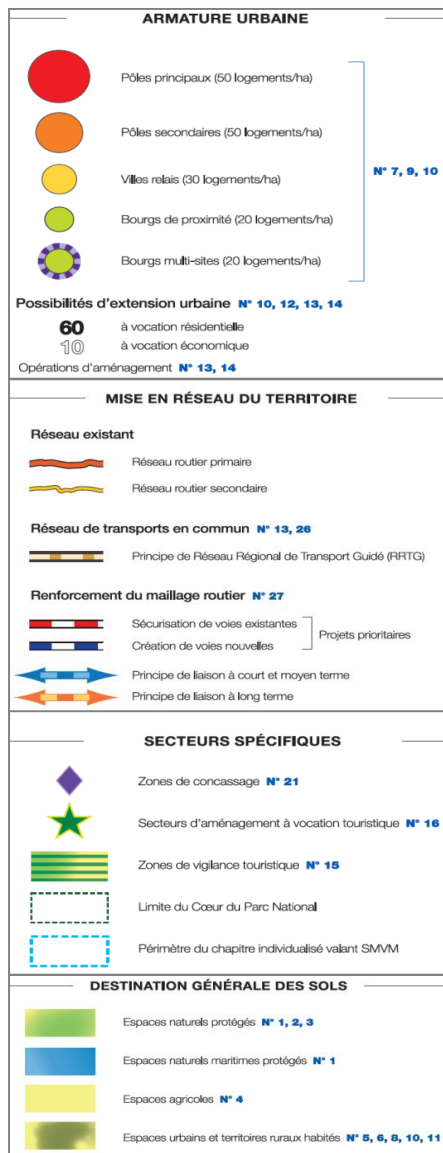 ARMATURE URBAINE
Pôles principaux (50 logements/ha)
Pôles secondaires (50 logements/ha)
N° 7, 9, 10
Villes relais (30 logements/ha)
Bourgs de proximité (20 logements/ha)
Bourgs multi-sites (20 logements/ha)
Possibilités d'extension urbaine N° 10, 12, 13, 14
60 à vocation résidentielle
10 à vocation économique
Opérations d'aménagement N° 13, 14
MISE EN RÉSEAU DU TERRITOIRE
Réseau existant
Réseau routier primaire
Réseau routier secondaire
Réseau de transports en commun N° 13, 26
Principe de Réseau Régional de Transport Guidé (RRTG)
Renforcement du maillage routier N° 27
Sécurisation de voies existantes
Projets prioritaires
Création de voies nouvelles
Principe de liaison à court et moyen terme
Principe de liaison à long terme
SECTEURS SPÉCIFIQUES
Zones de concassage N° 21
Secteurs d'aménagement à vocation touristique N° 16
Zones de vigilance touristique N° 15
Limite du Cœur du Parc National
Périmètre du chapitre individualisé valant SMVM
DESTINATION GÉNÉRALE DES SOLS
Espaces naturels protégés N° 1, 2, 3
Espaces naturels maritimes protégés N° 1
Espaces agricoles N° 4
Espaces urbains et territoires ruraux habités N° 5, 6, 8, 10, 11